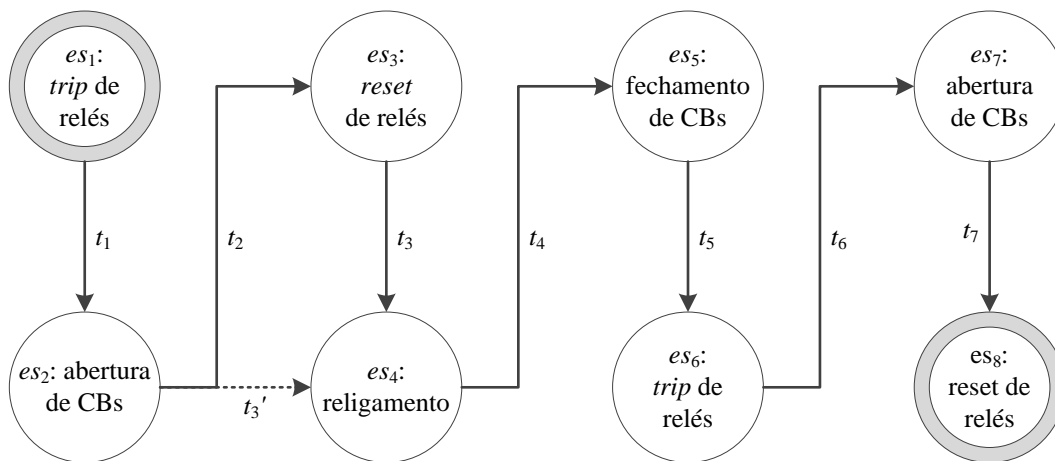 es₁:
trip de
relés
es₃:
reset
de relés
es₅:
fechamento
de CBs
es₇:
abertura
de CBs
t₁
t₂
t₃
t₄
t₅
t₆
t₇
es₂: abertura
de CBs
t₃'
es₄:
religamento
es₆:
trip de
relés
es₈:
reset de
relés